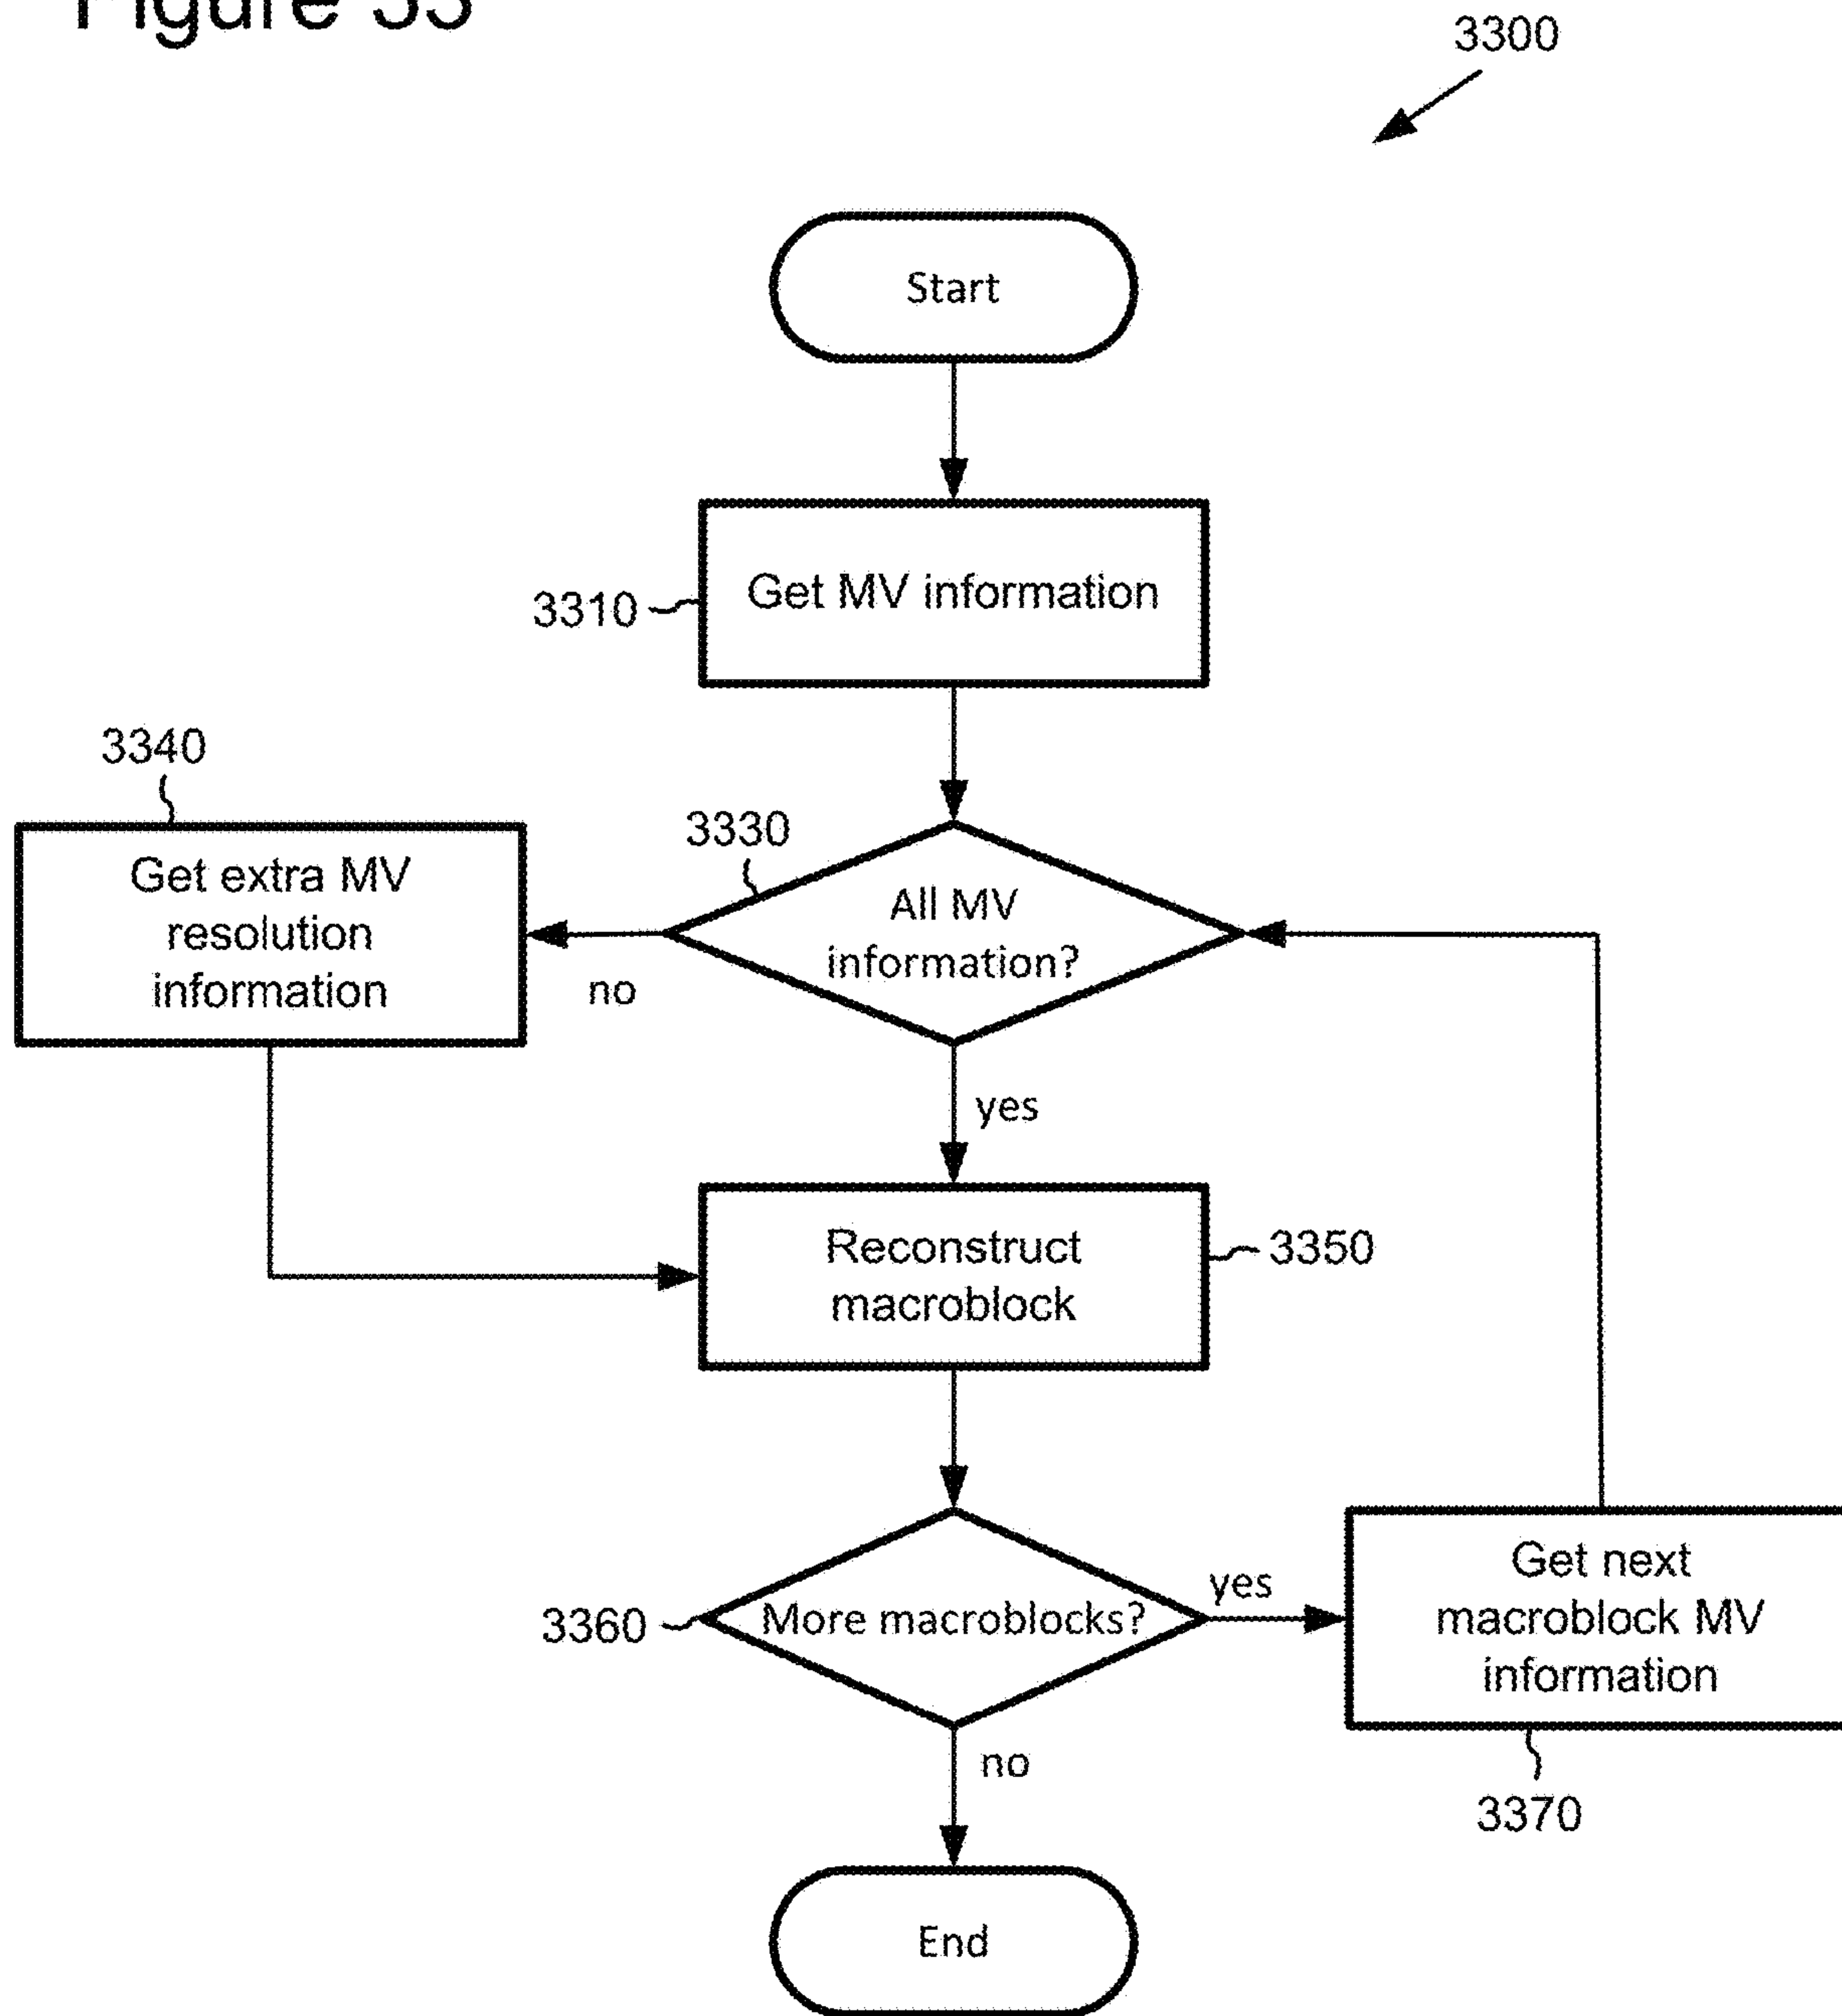 Figure 33
3300
Start
3310
Get MV information
3340
Get extra MV
resolution
information
3330
All MV
information?
no
yes
Reconstruct
macroblock
3350
3360
More macroblocks?
yes
Get next
macroblock MV
information
3370
no
End